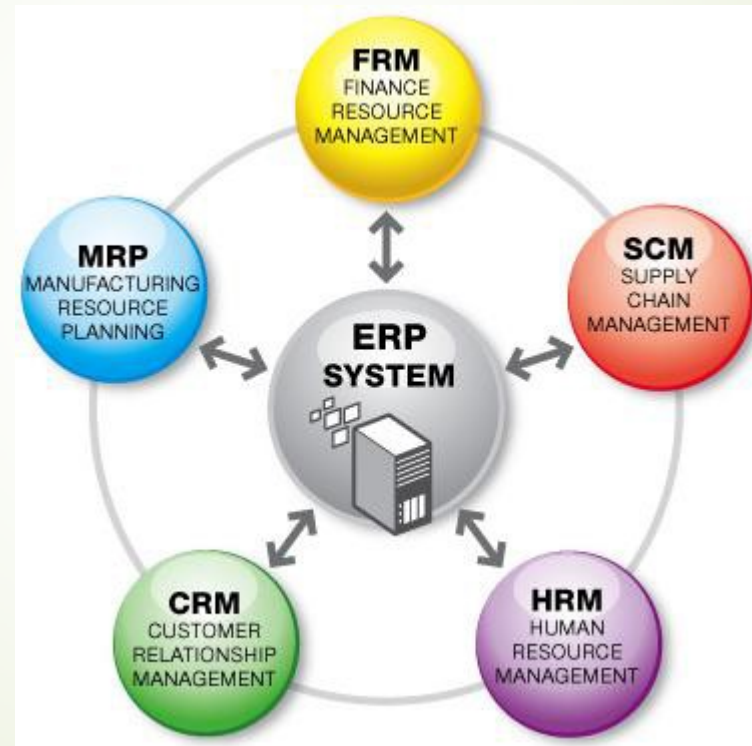 FRM
FINANCE
RESOURCE
MANAGEMENT
MRP
MANUFACTURING
RESOURCE
PLANNING
SCM
SUPPLY
CHAIN
MANAGEMENT
ERP
SYSTEM
CRM
CUSTOMER
RELATIONSHIP
MANAGEMENT
HRM
HUMAN
RESOURCE
MANAGEMENT